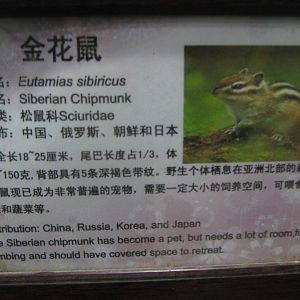 金花鼠
名: Eutamias sibiricus
名: Siberian Chipmunk
类: 松鼠科Sciuridae
布: 中国、俄罗斯、朝鲜和日本
全长18~25厘米，尾巴长度占1/3，体
150克，背部具有5条深褐色带纹。野生个体栖息在亚洲北部的
鼠现已成为非常普遍的宠物，需要一定大小的饲养空间，可喂食
和蔬菜等。
tribution: China, Russia, Korea, and Japan
e Siberian chipmunk has become a pet, but needs a lot of room for
mbing and should have covered space to retreat.